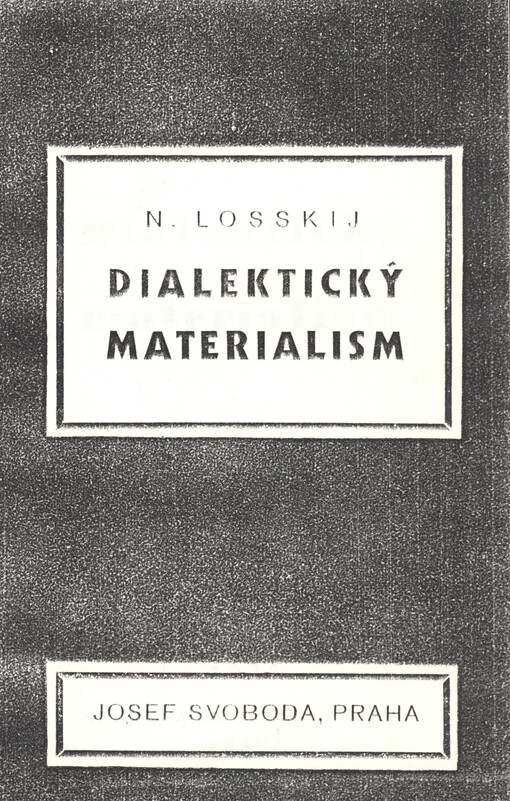 N. LOSSKIJ
DIALEKTICKÝ
MATERIALISM
JOSEF SVOBODA, PRAHA